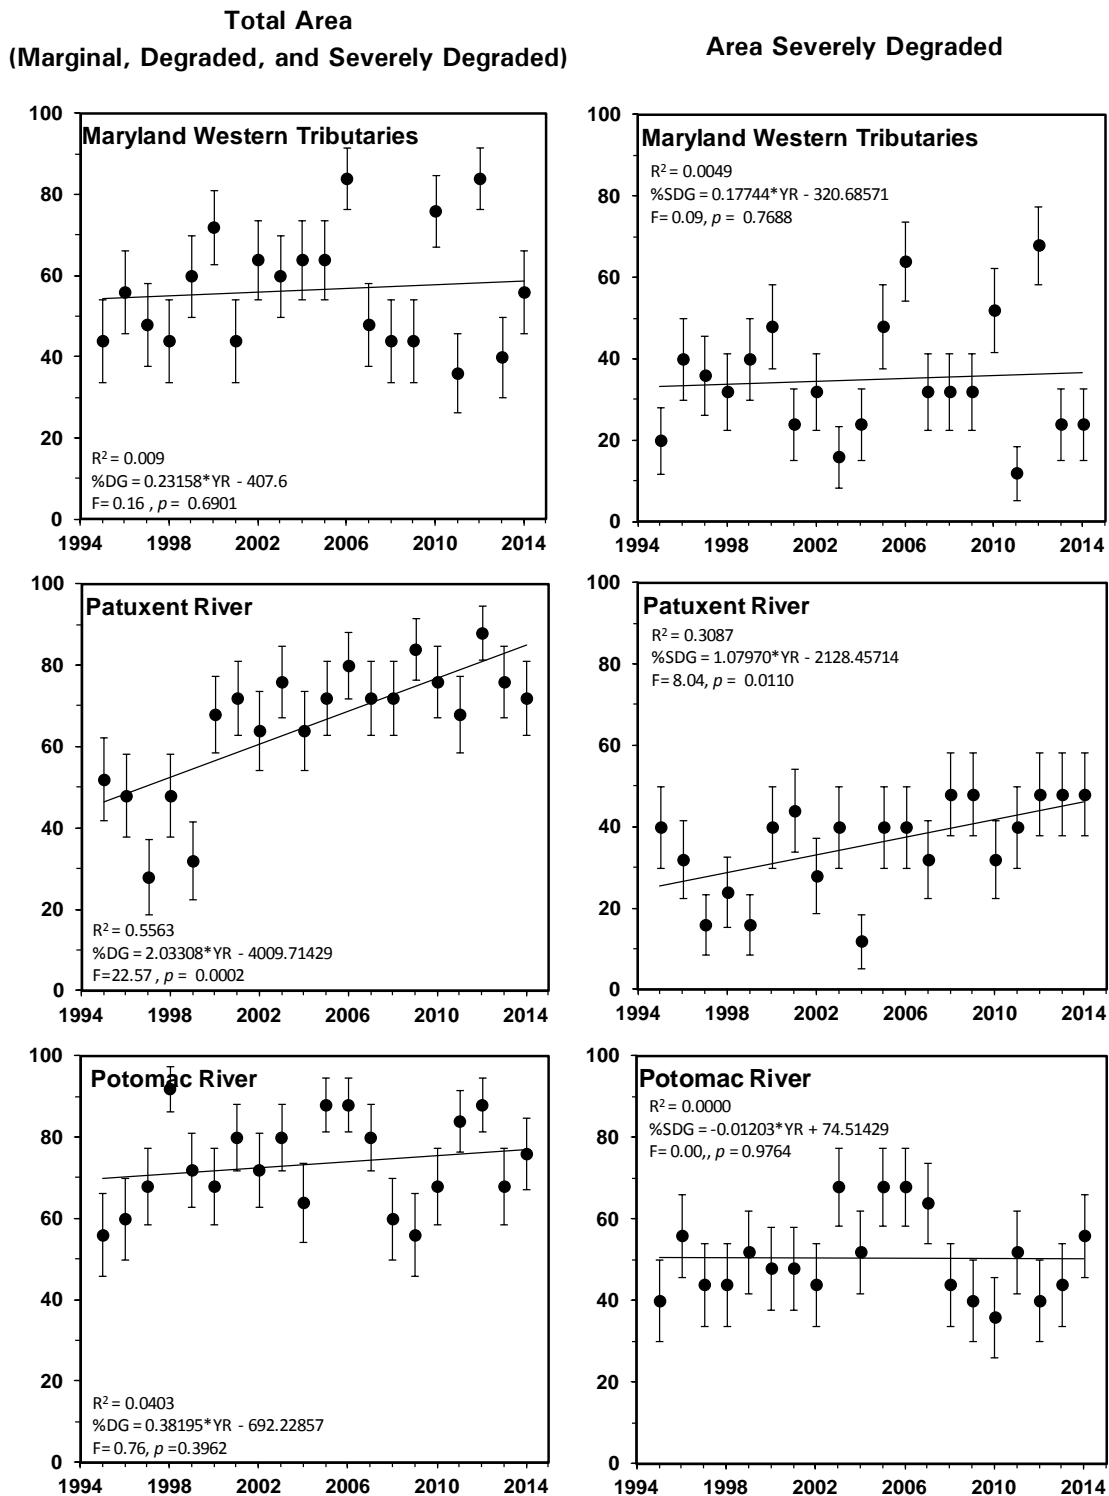 Total Area
(Marginal, Degraded, and Severely Degraded)
Area Severely Degraded
100
80
60
40
20
0
Maryland Western Tributaries
R² = 0.009
%DG = 0.23158*YR - 407.6
F= 0.16 , p = 0.6901
1994 1998 2002 2006 2010 2014
100
80
60
40
20
0
Maryland Western Tributaries
R² = 0.0049
%SDG = 0.17744*YR - 320.68571
F= 0.09, p = 0.7688
1994 1998 2002 2006 2010 2014
100
80
60
40
20
0
Patuxent River
R² = 0.5563
%DG = 2.03308*YR - 4009.71429
F=22.57 , p = 0.0002
1994 1998 2002 2006 2010 2014
100
80
60
40
20
0
Patuxent River
R² = 0.3087
%SDG = 1.07970*YR - 2128.45714
F= 8.04, p = 0.0110
1994 1998 2002 2006 2010 2014
100
80
60
40
20
0
Potomac River
R² = 0.0403
%DG = 0.38195*YR - 692.22857
F= 0.76, p =0.3962
1994 1998 2002 2006 2010 2014
100
80
60
40
20
0
Potomac River
R² = 0.0000
%SDG = -0.01203*YR + 74.51429
F= 0.00,, p = 0.9764
1994 1998 2002 2006 2010 2014